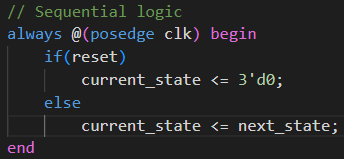 // Sequential logic
always @(posedge clk) begin
    if(reset)
        current_state <= 3'd0;
    else
        current_state <= next_state;
end